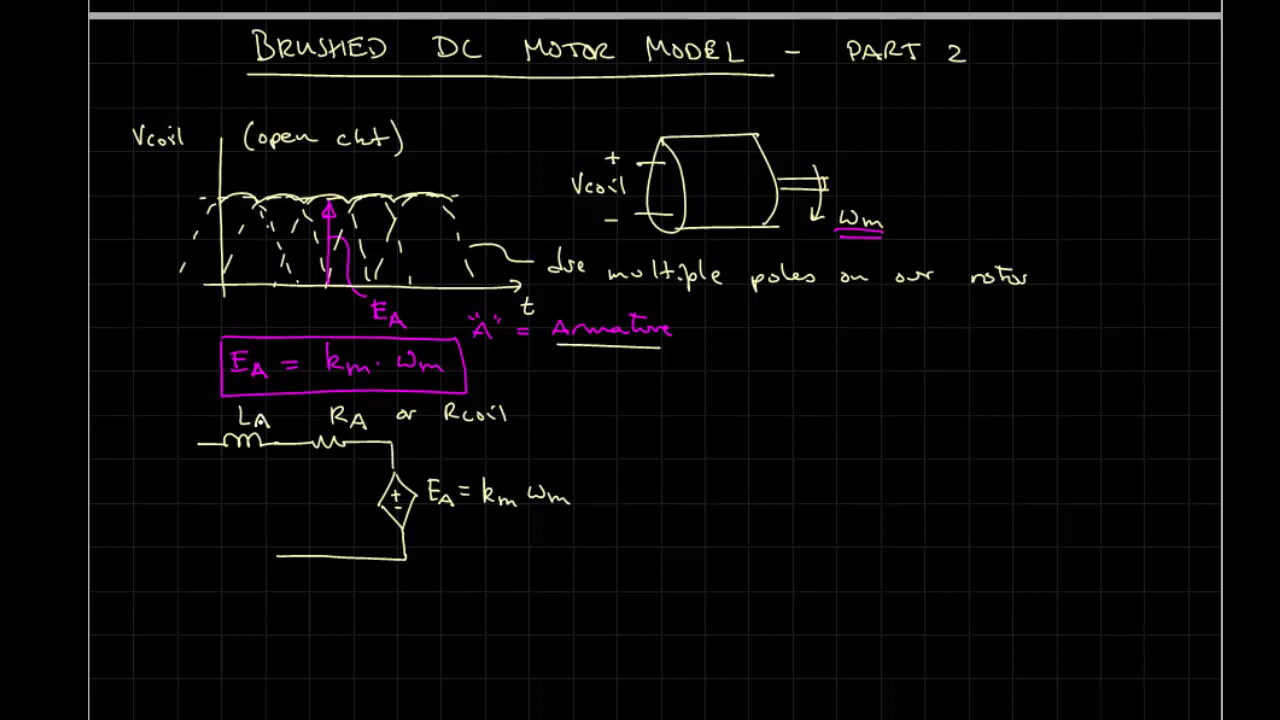 BRUSHED DC MOTOR MODEL - PART 2
Vcoil (open ckt)
+
Vcoil
-
ωm
due multiple poles on our rotor
t
EA
"A" = Armature
EA = km · ωm
LA RA or Rcoil
+
-
EA = km ωm